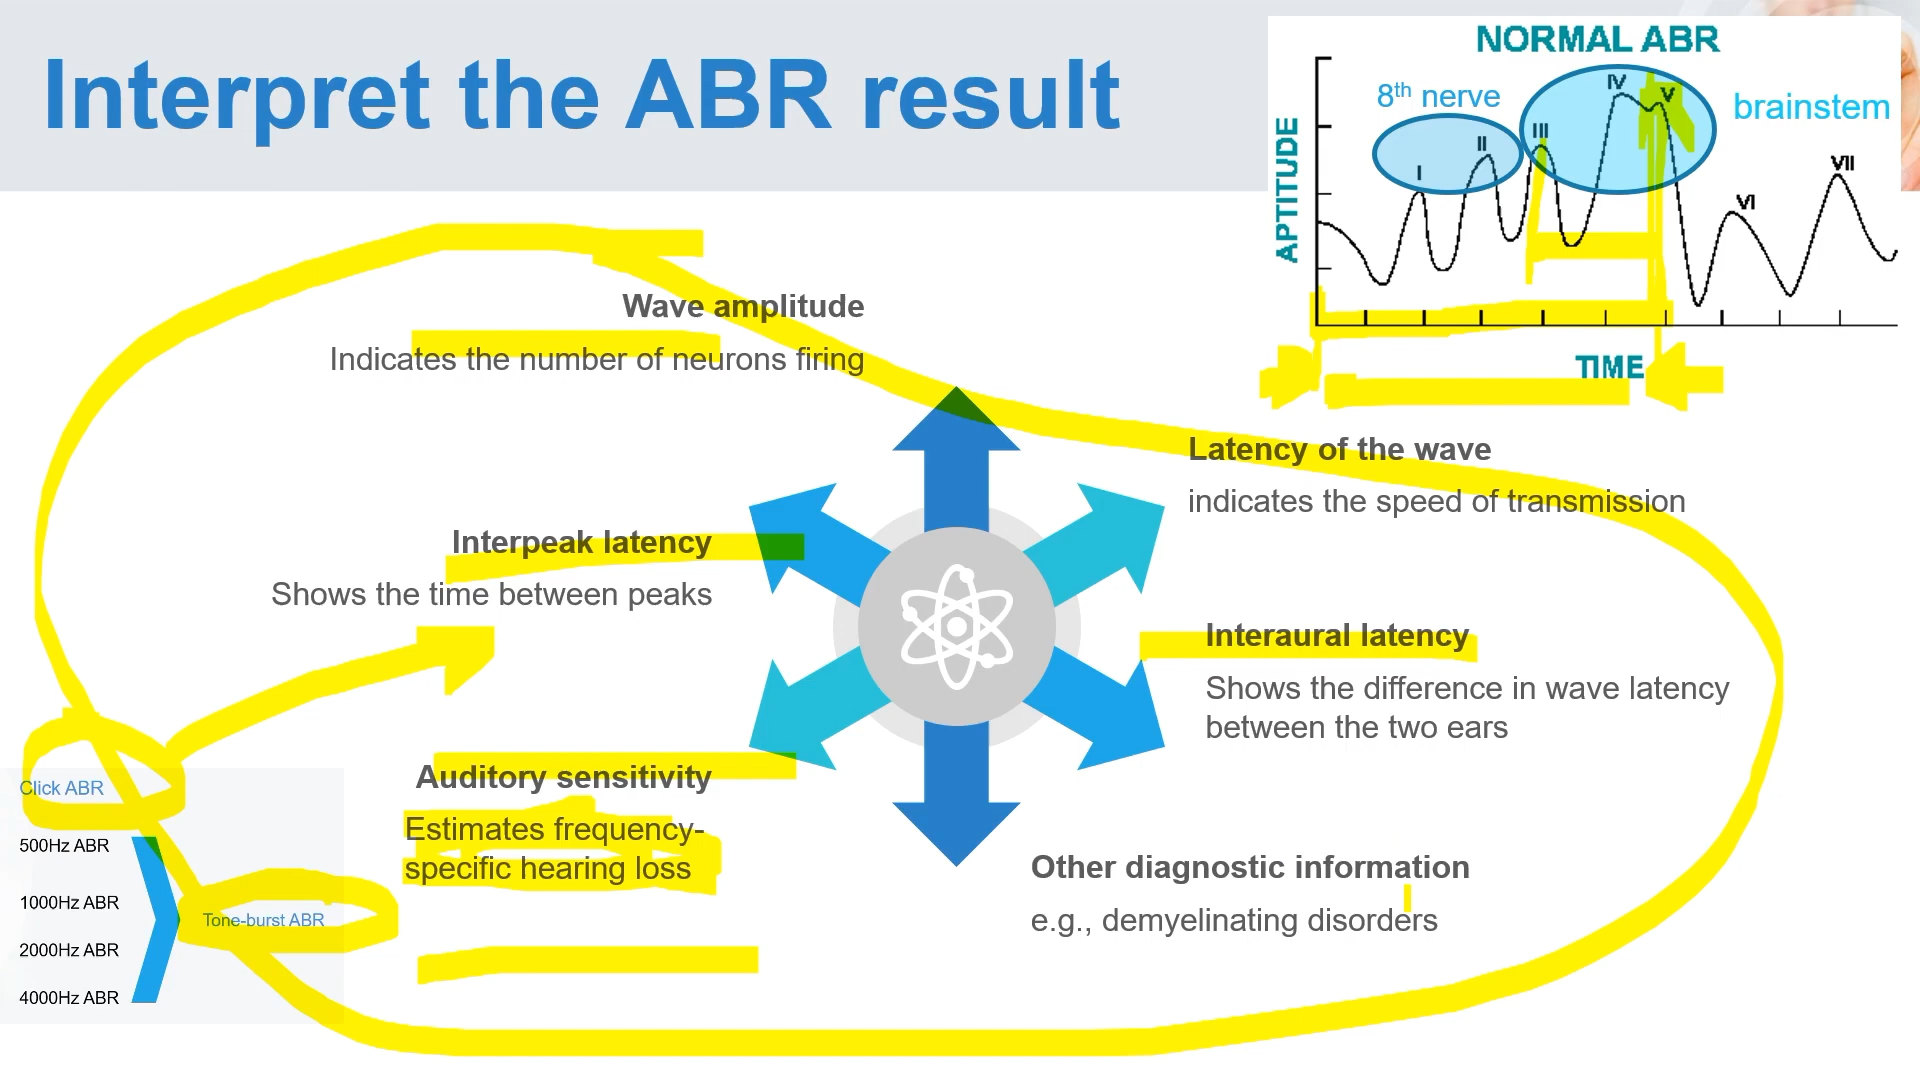 Interpret the ABR result
NORMAL ABR
8th nerve
brainstem
I
II
III
IV
V
VI
VII
APTITUDE
TIME
Wave amplitude
Indicates the number of neurons firing
Latency of the wave
indicates the speed of transmission
Interpeak latency
Shows the time between peaks
Interaural latency
Shows the difference in wave latency
between the two ears
Auditory sensitivity
Estimates frequency-
specific hearing loss
Other diagnostic information
e.g., demyelinating disorders
Click ABR
500Hz ABR
1000Hz ABR
Tone-burst ABR
2000Hz ABR
4000Hz ABR